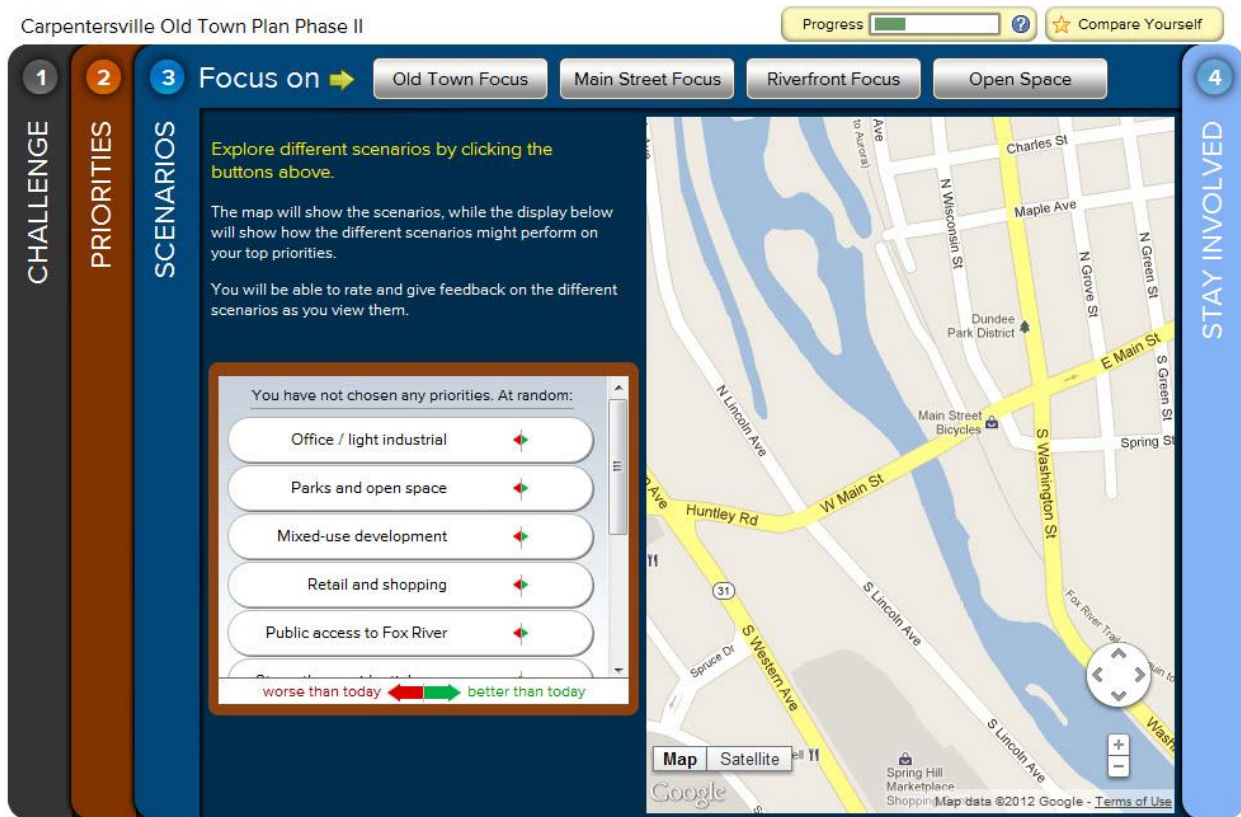 Carpentersville Old Town Plan Phase II
Progress
?
Compare Yourself
1
CHALLENGE
2
PRIORITIES
3
SCENARIOS
Focus on
Old Town Focus
Main Street Focus
Riverfront Focus
Open Space
4
STAY INVOLVED
Explore different scenarios by clicking the
buttons above.
The map will show the scenarios, while the display below
will show how the different scenarios might perform on
your top priorities.
You will be able to rate and give feedback on the different
scenarios as you view them.
You have not chosen any priorities. At random:
Office / light industrial
Parks and open space
Mixed-use development
Retail and shopping
Public access to Fox River
worse than today
better than today
to Aurora)
Ave
Charles St
N Wisconsin St
Maple Ave
N Grove St
N Green St
Dundee
Park District
E Main St
S Green St
N Lincoln Ave
Main Street
Bicycles
Spring St
S Washington St
W Main St
Huntley Rd
Ave
31
S Lincoln Ave
Fox River Trail
Spruce Dr
S Western Ave
S Lincoln Ave
Wash
Map
Satellite
ell
Spring Hill
Marketplace
Google
Map data ©2012 Google - Terms of Use